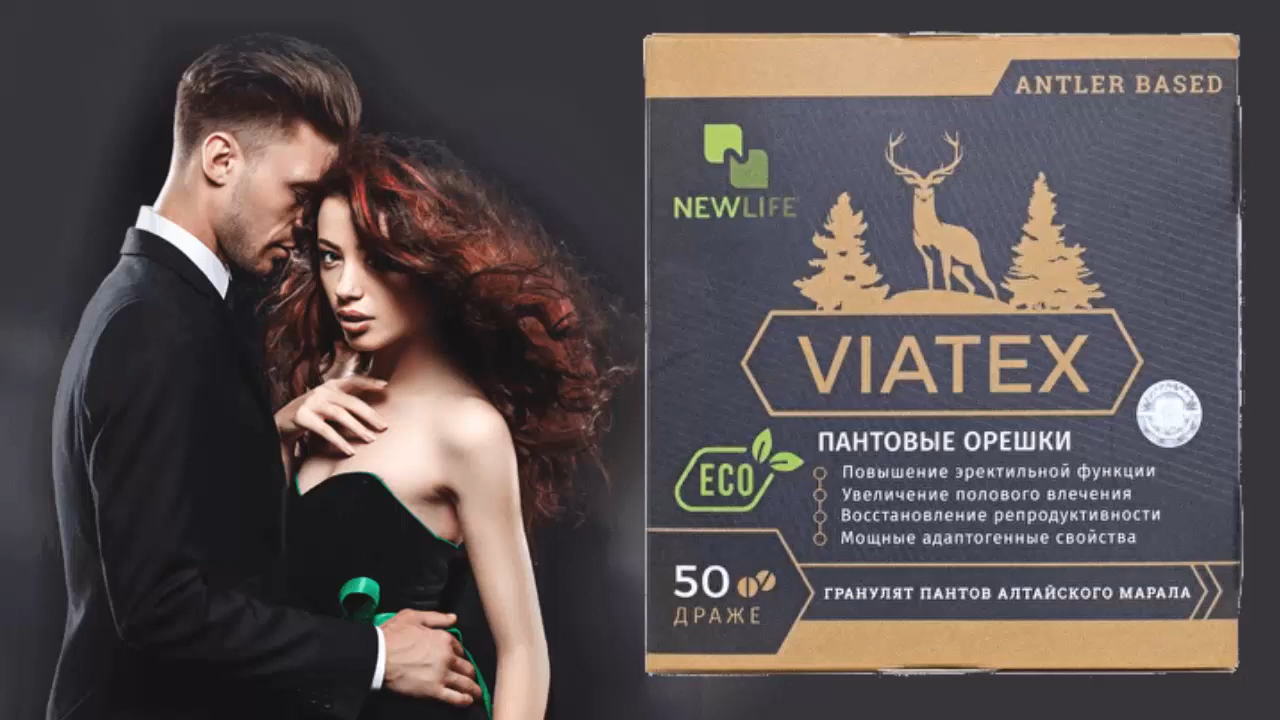 ANTLER BASED
NEWLIFE
VIATEX
ПАНТОВЫЕ ОРЕШКИ
Повышение эректильной функции
Увеличение полового влечения
Восстановление репродуктивности
Мощные адаптогенные свойства
ECO
50
ДРАЖЕ
ГРАНУЛЯТ ПАНТОВ АЛТАЙСКОГО МАРАЛА